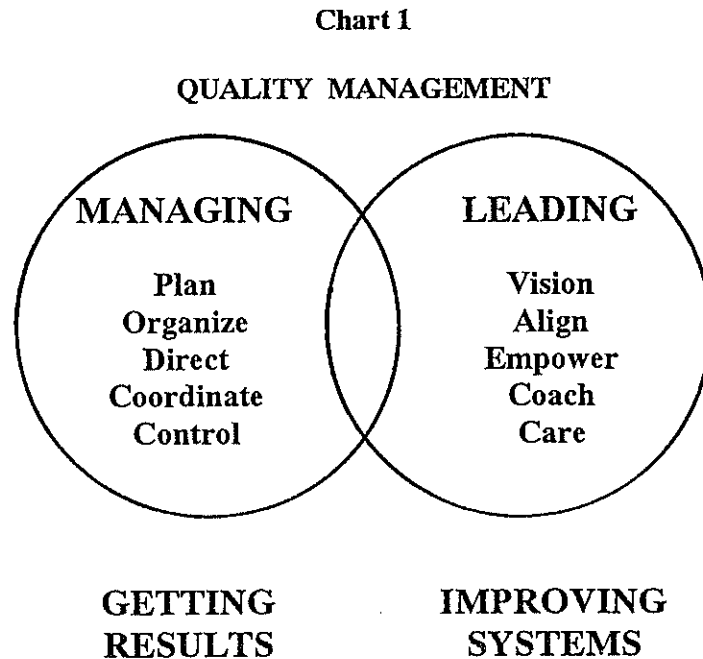 Chart 1
QUALITY MANAGEMENT
MANAGING
Plan
Organize
Direct
Coordinate
Control
LEADING
Vision
Align
Empower
Coach
Care
GETTING
RESULTS
IMPROVING
SYSTEMS